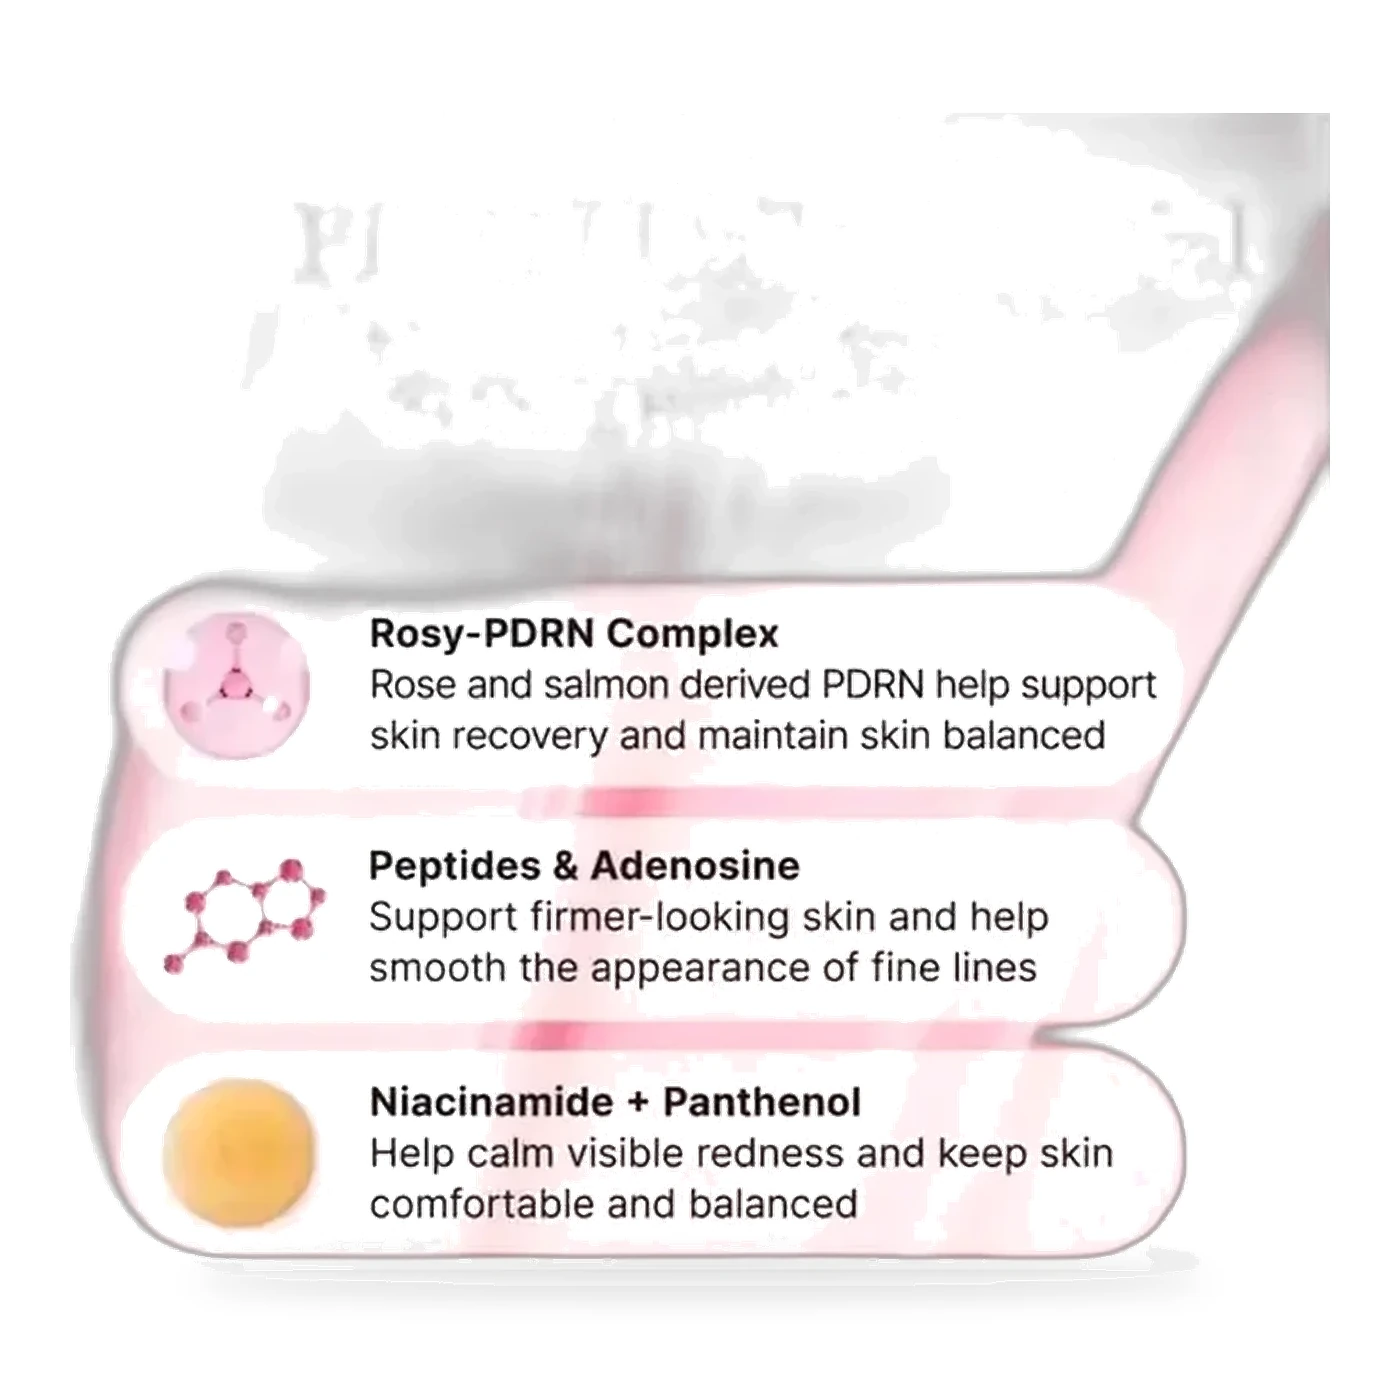 Rosy-PDRN Complex
Rose and salmon derived PDRN help support
skin recovery and maintain skin balanced
Peptides & Adenosine
Support firmer-looking skin and help
smooth the appearance of fine lines
Niacinamide + Panthenol
Help calm visible redness and keep skin
comfortable and balanced